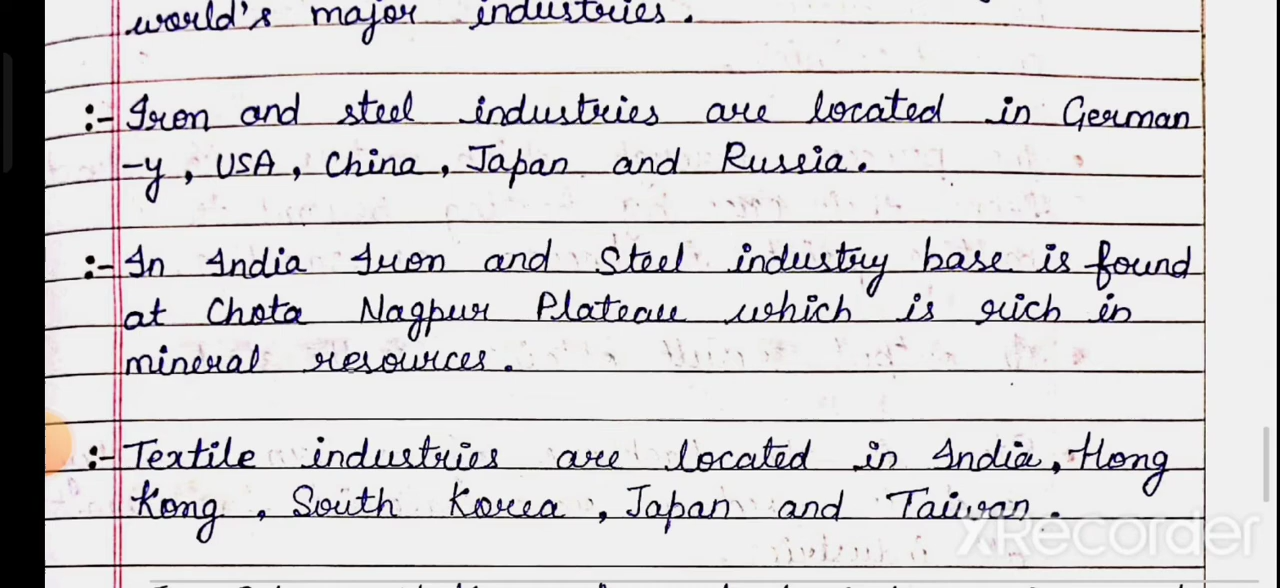 world's major industries.
:- Iron and steel industries are located in German
-y, USA, China, Japan and Russia.
:- In India Iron and Steel industry base is found
at Chota Nagpur Plateau which is rich in
mineral resources.
:- Textile industries are located in India, Hong
Kong, South Korea, Japan and Taiwan.
XRecorder